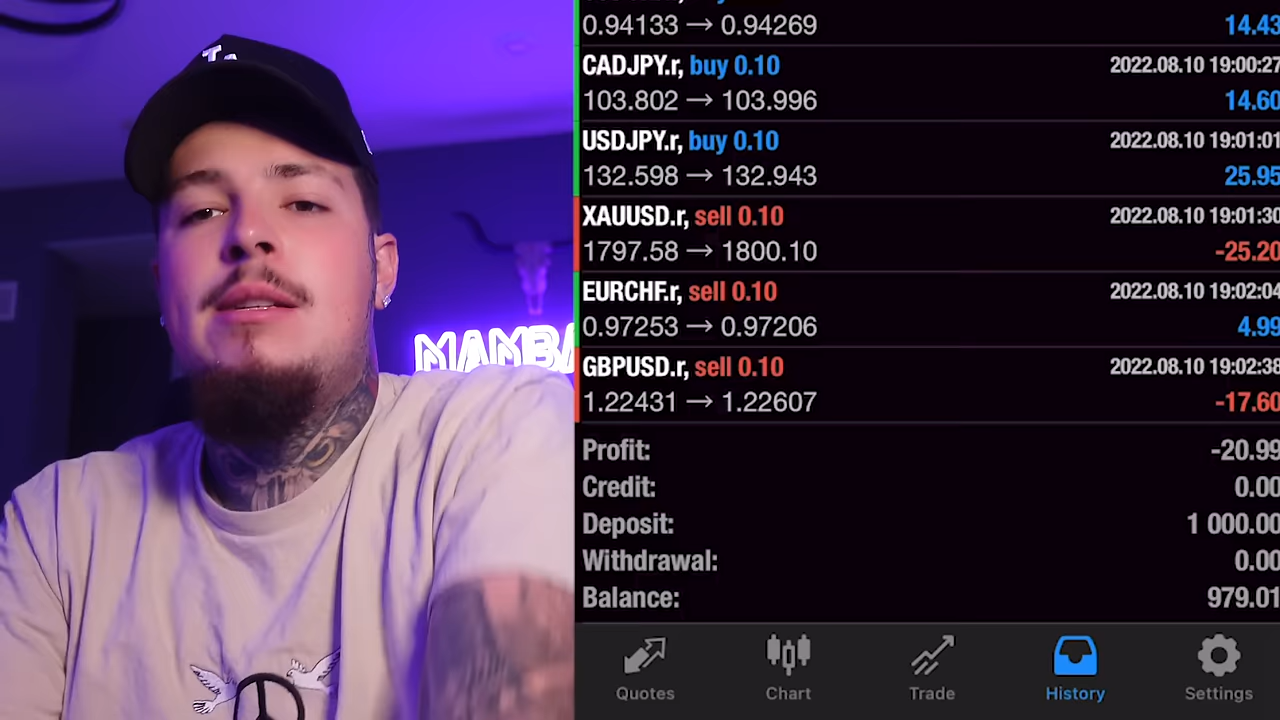 MAMBA
0.94133 → 0.94269
14.43
CADJPY.r, buy 0.10
2022.08.10 19:00:27
103.802 → 103.996
14.60
USDJPY.r, buy 0.10
2022.08.10 19:01:01
132.598 → 132.943
25.95
XAUUSD.r, sell 0.10
2022.08.10 19:01:30
1797.58 → 1800.10
-25.20
EURCHF.r, sell 0.10
2022.08.10 19:02:04
0.97253 → 0.97206
4.99
GBPUSD.r, sell 0.10
2022.08.10 19:02:38
1.22431 → 1.22607
-17.60
Profit:
-20.99
Credit:
0.00
Deposit:
1 000.00
Withdrawal:
0.00
Balance:
979.01
Quotes
Chart
Trade
History
Settings